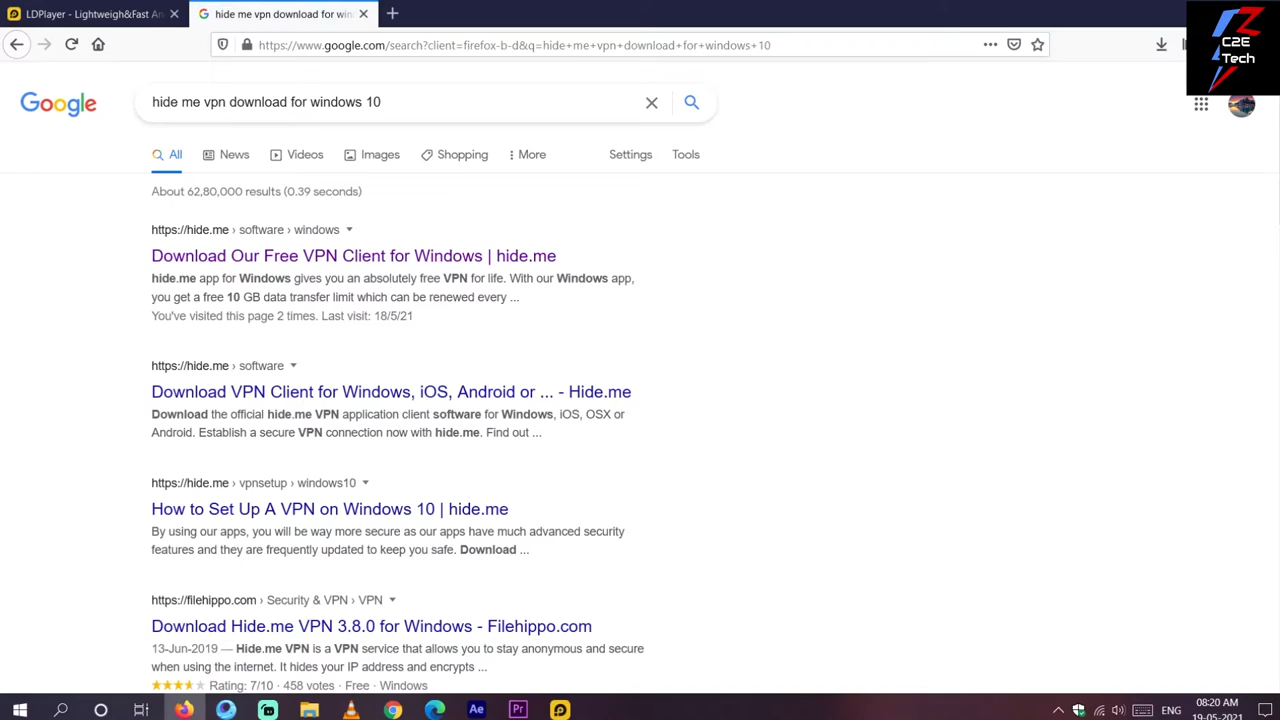 LDPlayer - Lightweigh&Fast An
hide me vpn download for win
C2E
Tech
https://www.google.com/search?client=firefox-b-d&q=hide+me+vpn+download+for+windows+10
Google
hide me vpn download for windows 10
All News Videos Images Shopping More Settings Tools
About 62,80,000 results (0.39 seconds)
https://hide.me › software › windows
Download Our Free VPN Client for Windows | hide.me
hide.me app for Windows gives you an absolutely free VPN for life. With our Windows app,
you get a free 10 GB data transfer limit which can be renewed every ...
You've visited this page 2 times. Last visit: 18/5/21
https://hide.me › software
Download VPN Client for Windows, iOS, Android or ... - Hide.me
Download the official hide.me VPN application client software for Windows, iOS, OSX or
Android. Establish a secure VPN connection now with hide.me. Find out ...
https://hide.me › vpnsetup › windows10
How to Set Up A VPN on Windows 10 | hide.me
By using our apps, you will be way more secure as our apps have much advanced security
features and they are frequently updated to keep you safe. Download ...
https://filehippo.com › Security & VPN › VPN
Download Hide.me VPN 3.8.0 for Windows - Filehippo.com
13-Jun-2019 — Hide.me VPN is a VPN service that allows you to stay anonymous and secure
when using the internet. It hides your IP address and encrypts ...
Rating: 7/10 · 458 votes · Free · Windows
Ae
Pr
ENG
08:20 AM
19-05-2021